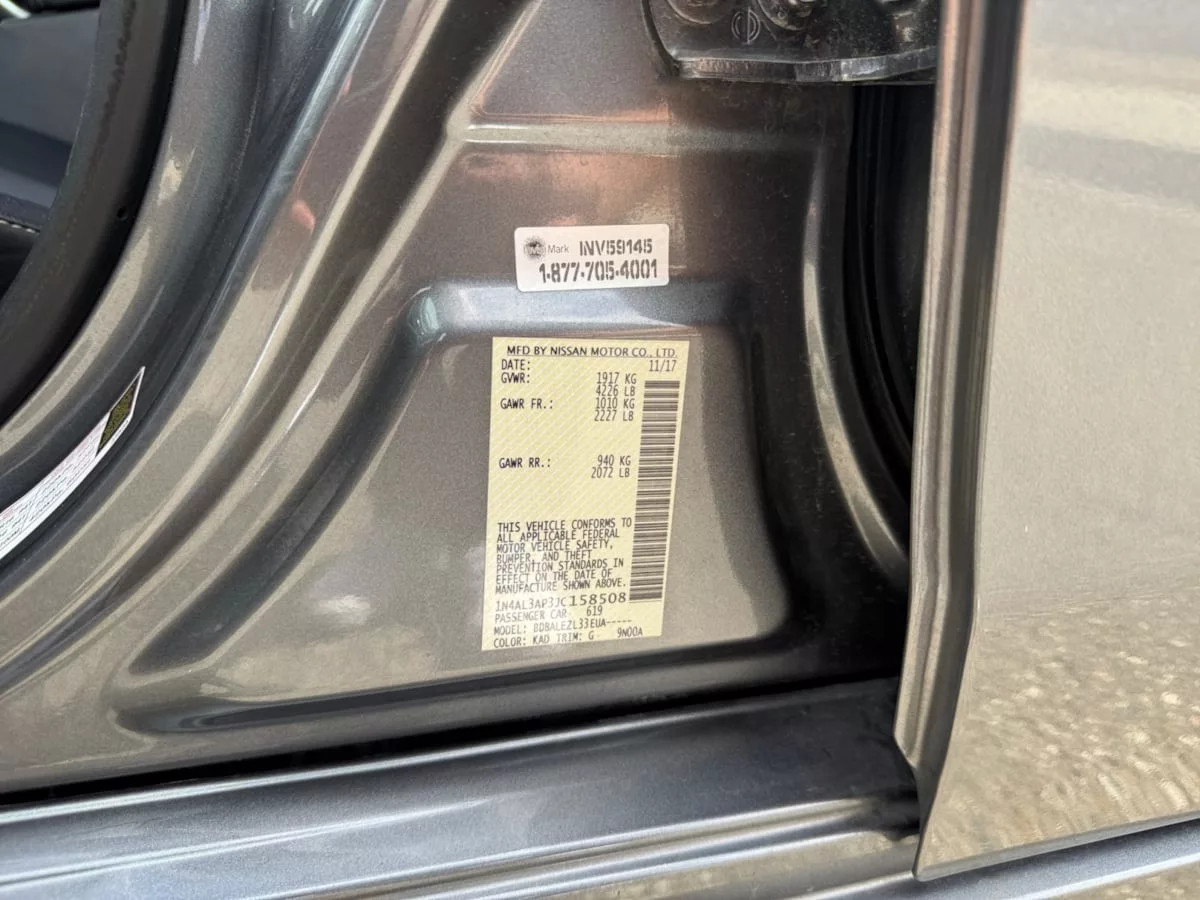 Mark INV59145
1-877-705-4001
MFD BY NISSAN MOTOR CO., LTD.
DATE: 11/17
GVWR: 1917 KG
4226 LB
GAWR FR.: 1010 KG
2227 LB
GAWR RR.: 940 KG
2072 LB
THIS VEHICLE CONFORMS TO
ALL APPLICABLE FEDERAL
MOTOR VEHICLE SAFETY,
BUMPER, AND THEFT
PREVENTION STANDARDS IN
EFFECT ON THE DATE OF
MANUFACTURE SHOWN ABOVE.
1N4AL3AP3JC158508
PASSENGER CAR 619
MODEL: BDBALEZL33EUA-----
COLOR: KAD TRIM: G 9N00A